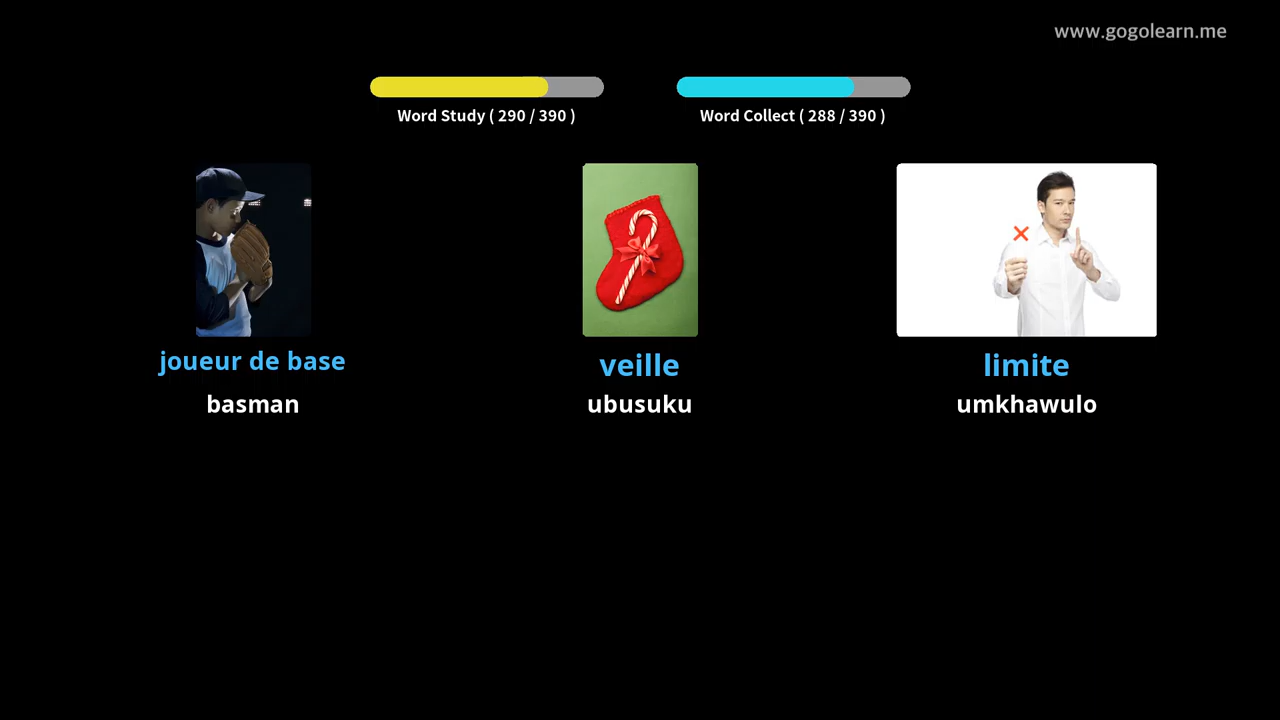 www.gogolearn.me
Word Study ( 290 / 390 )
Word Collect ( 288 / 390 )
joueur de base
veille
limite
basman
ubusuku
umkhawulo